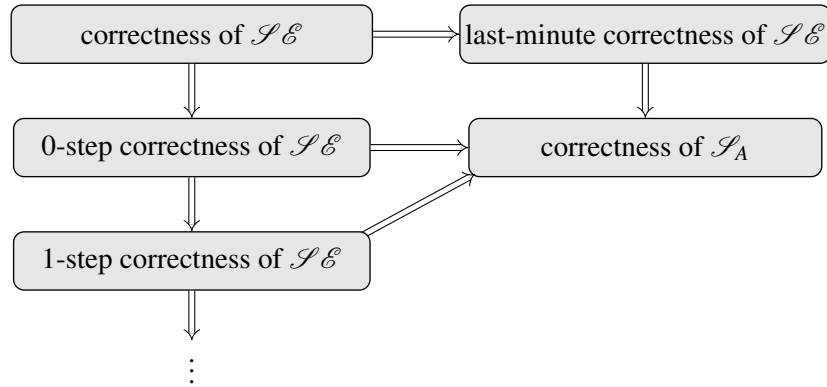 correctness of 𝒮ℰ
last-minute correctness of 𝒮ℰ
0-step correctness of 𝒮ℰ
correctness of 𝒮_A
1-step correctness of 𝒮ℰ
⋮